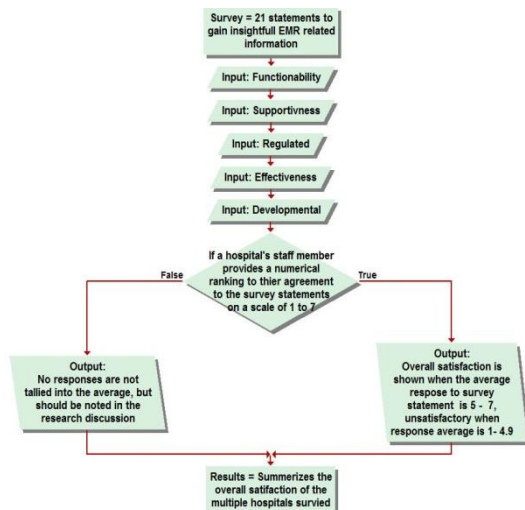 Survey = 21 statements to
gain insightfull EMR related
information
Input: Functionability
Input: Supportivness
Input: Regulated
Input: Effectiveness
Input: Developmental
If a hospital's staff member
provides a numerical
ranking to thier agreement
to the survey statements
on a scale of 1 to 7
False
True
Output:
No responses are not
tallied into the average, but
should be noted in the
research discussion
Output:
Overall satisfaction is
shown when the average
respose to survey
statement is 5 - 7,
unsatisfactory when
response average is 1- 4.9
Results = Summerizes the
overall satifaction of the
multiple hospitals survied